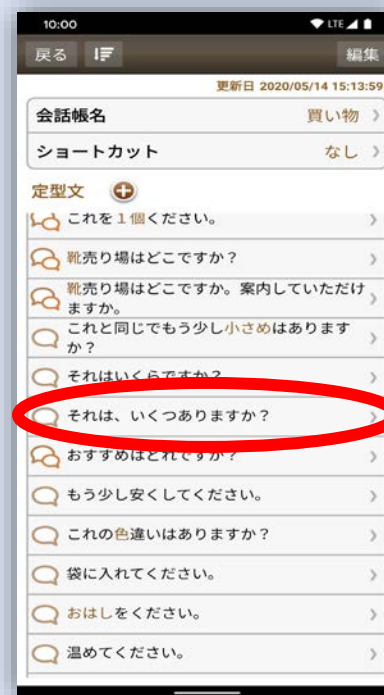 10:00 LTE
戻る 編集
更新日 2020/05/14 15:13:59
会話帳名 買い物
ショートカット なし
定型文
これを1個ください。
靴売り場はどこですか？
靴売り場はどこですか。案内していただけ
ますか。
これと同じでもう少し小さめはあります
か？
それはいくらですか？
それは、いくつありますか？
おすすめはどれですか？
もう少し安くしてください。
これの色違いはありますか？
袋に入れてください。
おはしをください。
温めてください。